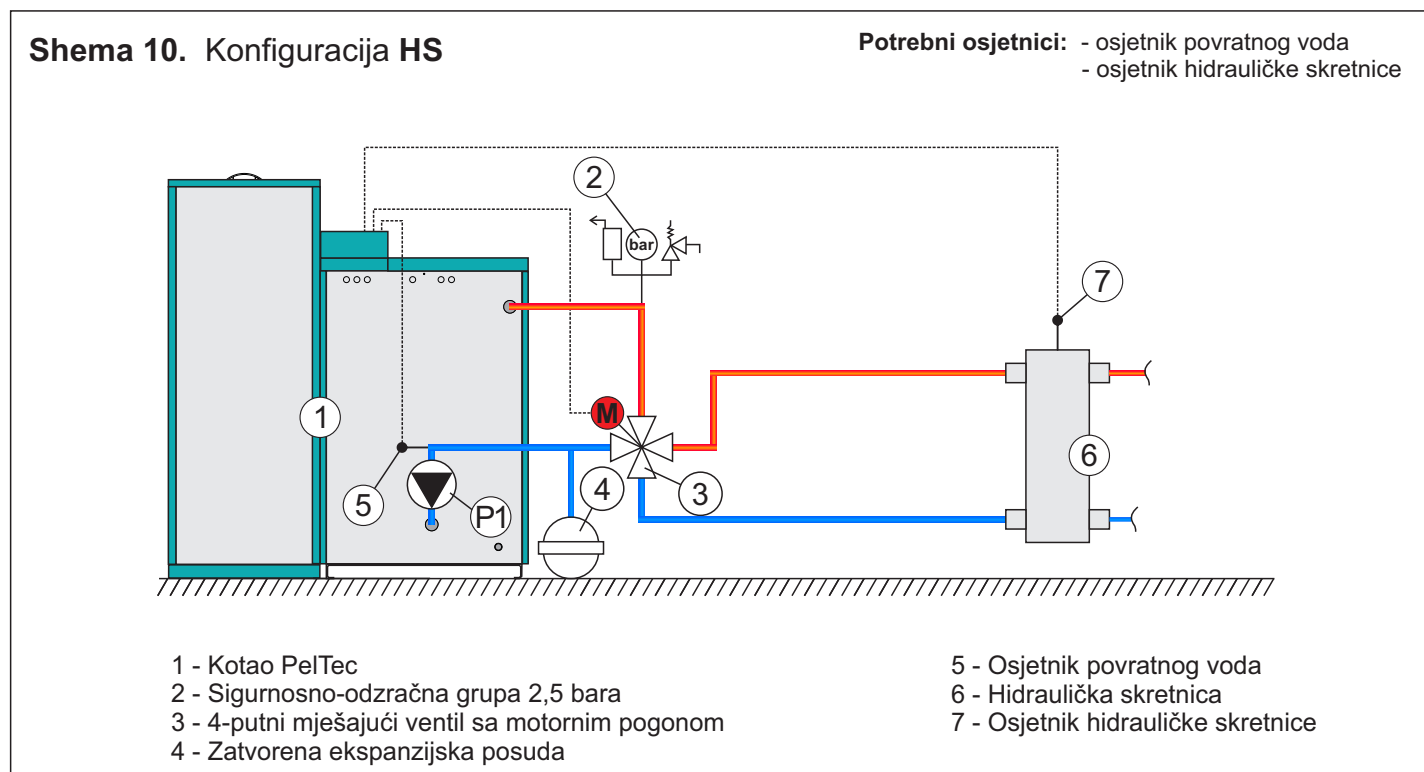 Shema 10. Konfiguracija HS
Potrebni osjetnici: - osjetnik povratnog voda
- osjetnik hidrauličke skretnice
2
bar
7
1
M
6
5
P1
4
3
1 - Kotao PelTec
2 - Sigurnosno-odzračna grupa 2,5 bara
3 - 4-putni mješajući ventil sa motornim pogonom
4 - Zatvorena ekspanzijska posuda
5 - Osjetnik povratnog voda
6 - Hidraulička skretnica
7 - Osjetnik hidrauličke skretnice